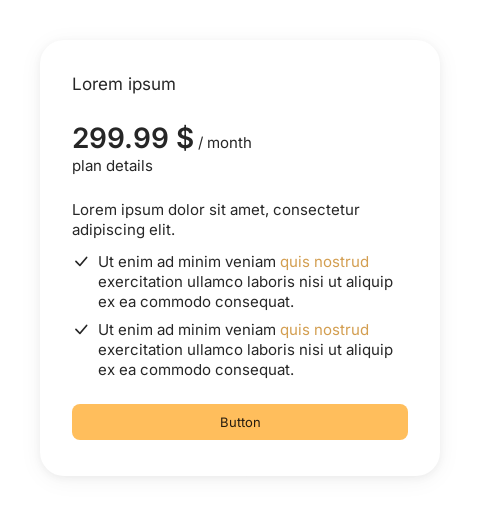 Lorem ipsum
299.99 $ / month
plan details
Lorem ipsum dolor sit amet, consectetur
adipiscing elit.
Ut enim ad minim veniam quis nostrud
exercitation ullamco laboris nisi ut aliquip
ex ea commodo consequat.
Ut enim ad minim veniam quis nostrud
exercitation ullamco laboris nisi ut aliquip
ex ea commodo consequat.
Button